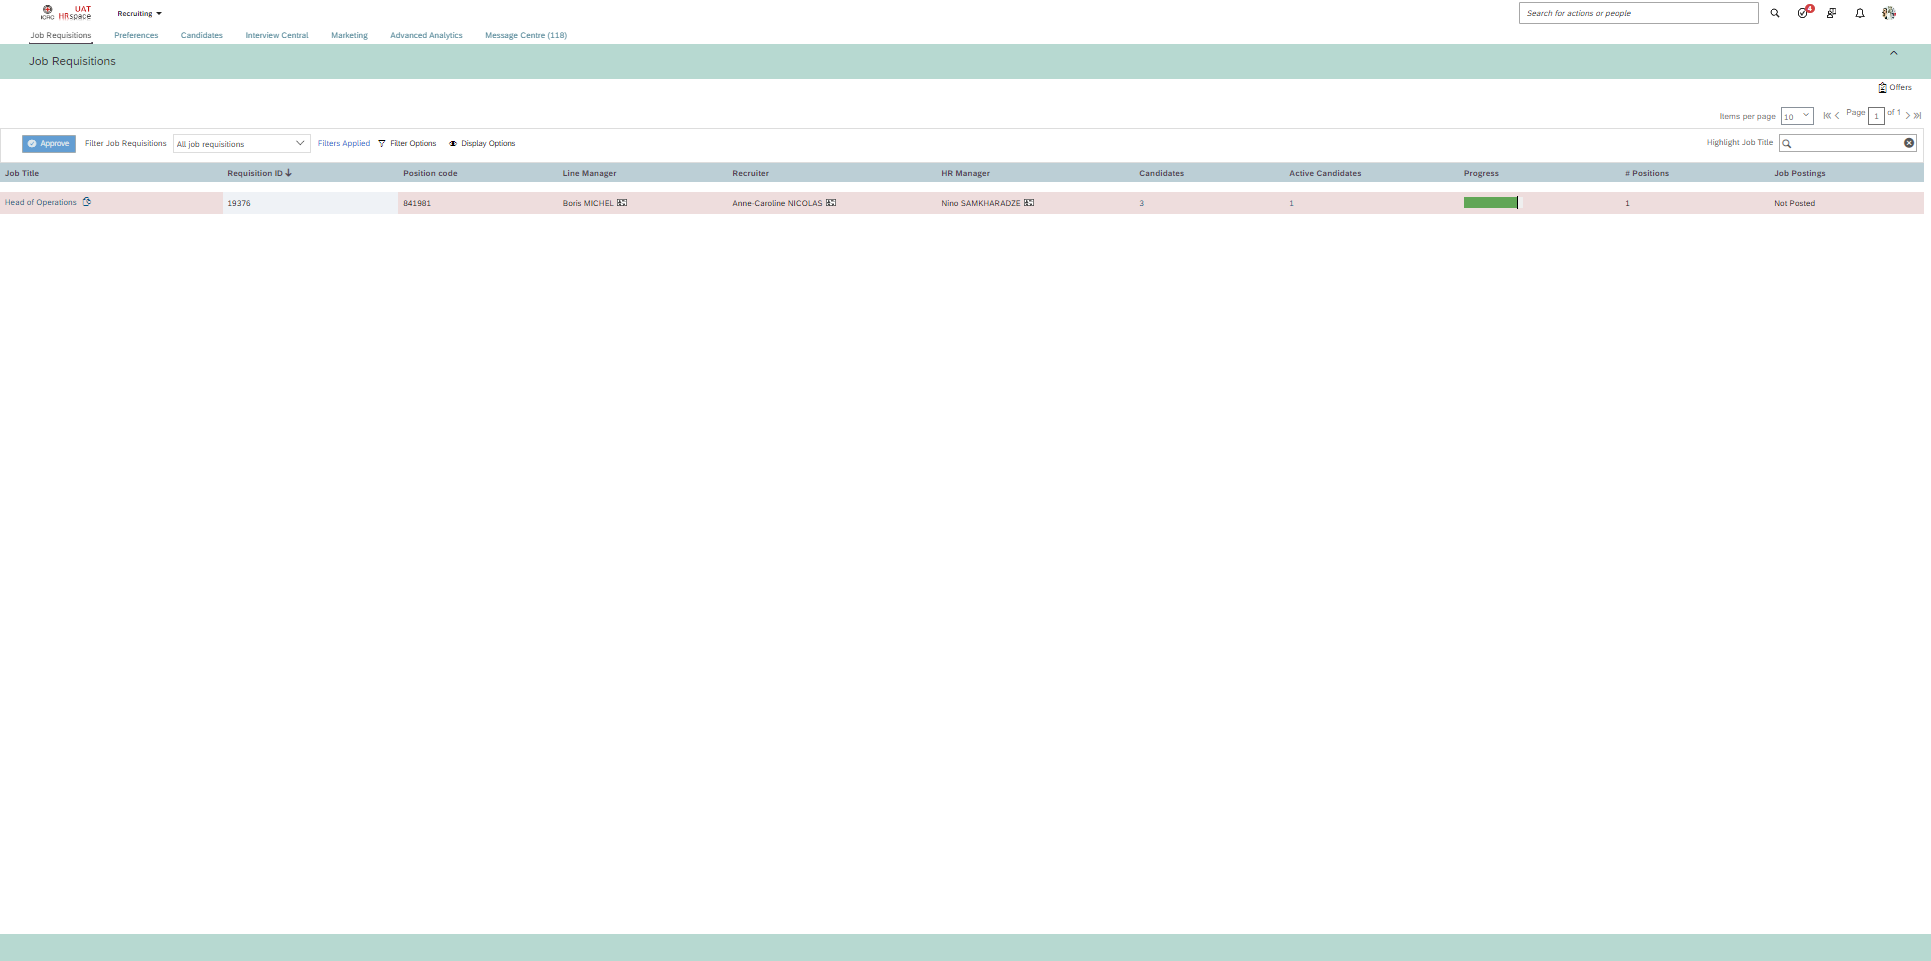 ICRC UAT HRspace
Recruiting
Search for actions or people
4
Job Requisitions Preferences Candidates Interview Central Marketing Advanced Analytics Message Centre (118)
Job Requisitions
Offers
Items per page 10 Page 1 of 1
Approve Filter Job Requisitions All job requisitions Filters Applied Filter Options Display Options Highlight Job Title
Job Title Requisition ID Position code Line Manager Recruiter HR Manager Candidates Active Candidates Progress # Positions Job Postings
Head of Operations 19376 841981 Boris MICHEL Anne-Caroline NICOLAS Nino SAMKHARADZE 3 1 1 Not Posted